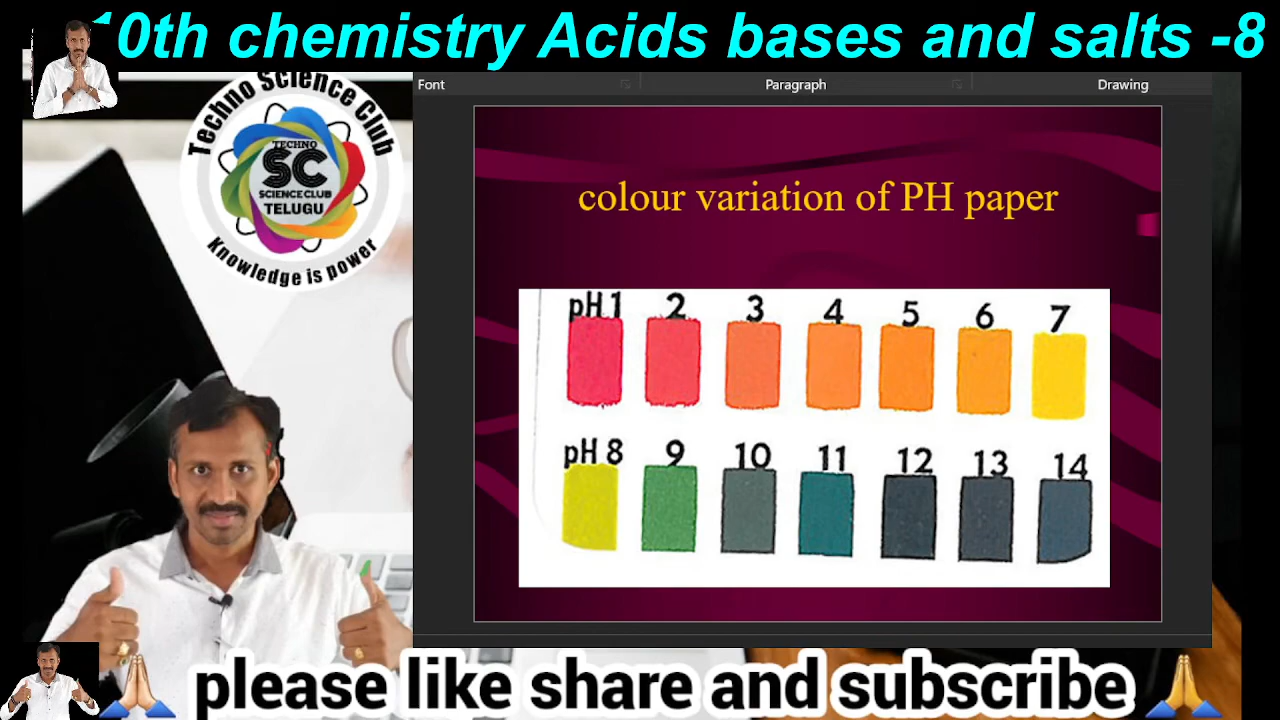 10th chemistry Acids bases and salts -8
Techno Science Club
TECHNO
SC
SCIENCE CLUB
TELUGU
Knowledge is power
Font
Paragraph
Drawing
colour variation of PH paper
pH 1 2 3 4 5 6 7
pH 8 9 10 11 12 13 14
please like share and subscribe